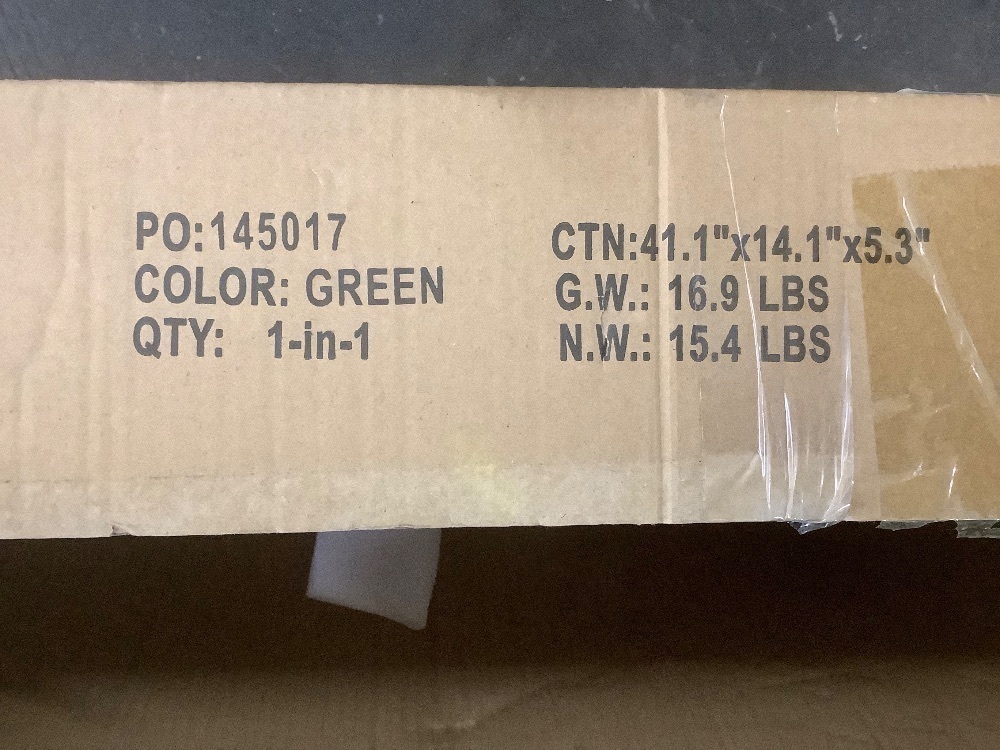 PO:145017
COLOR: GREEN
QTY: 1-in-1
CTN:41.1"x14.1"x5.3"
G.W.: 16.9 LBS
N.W.: 15.4 LBS